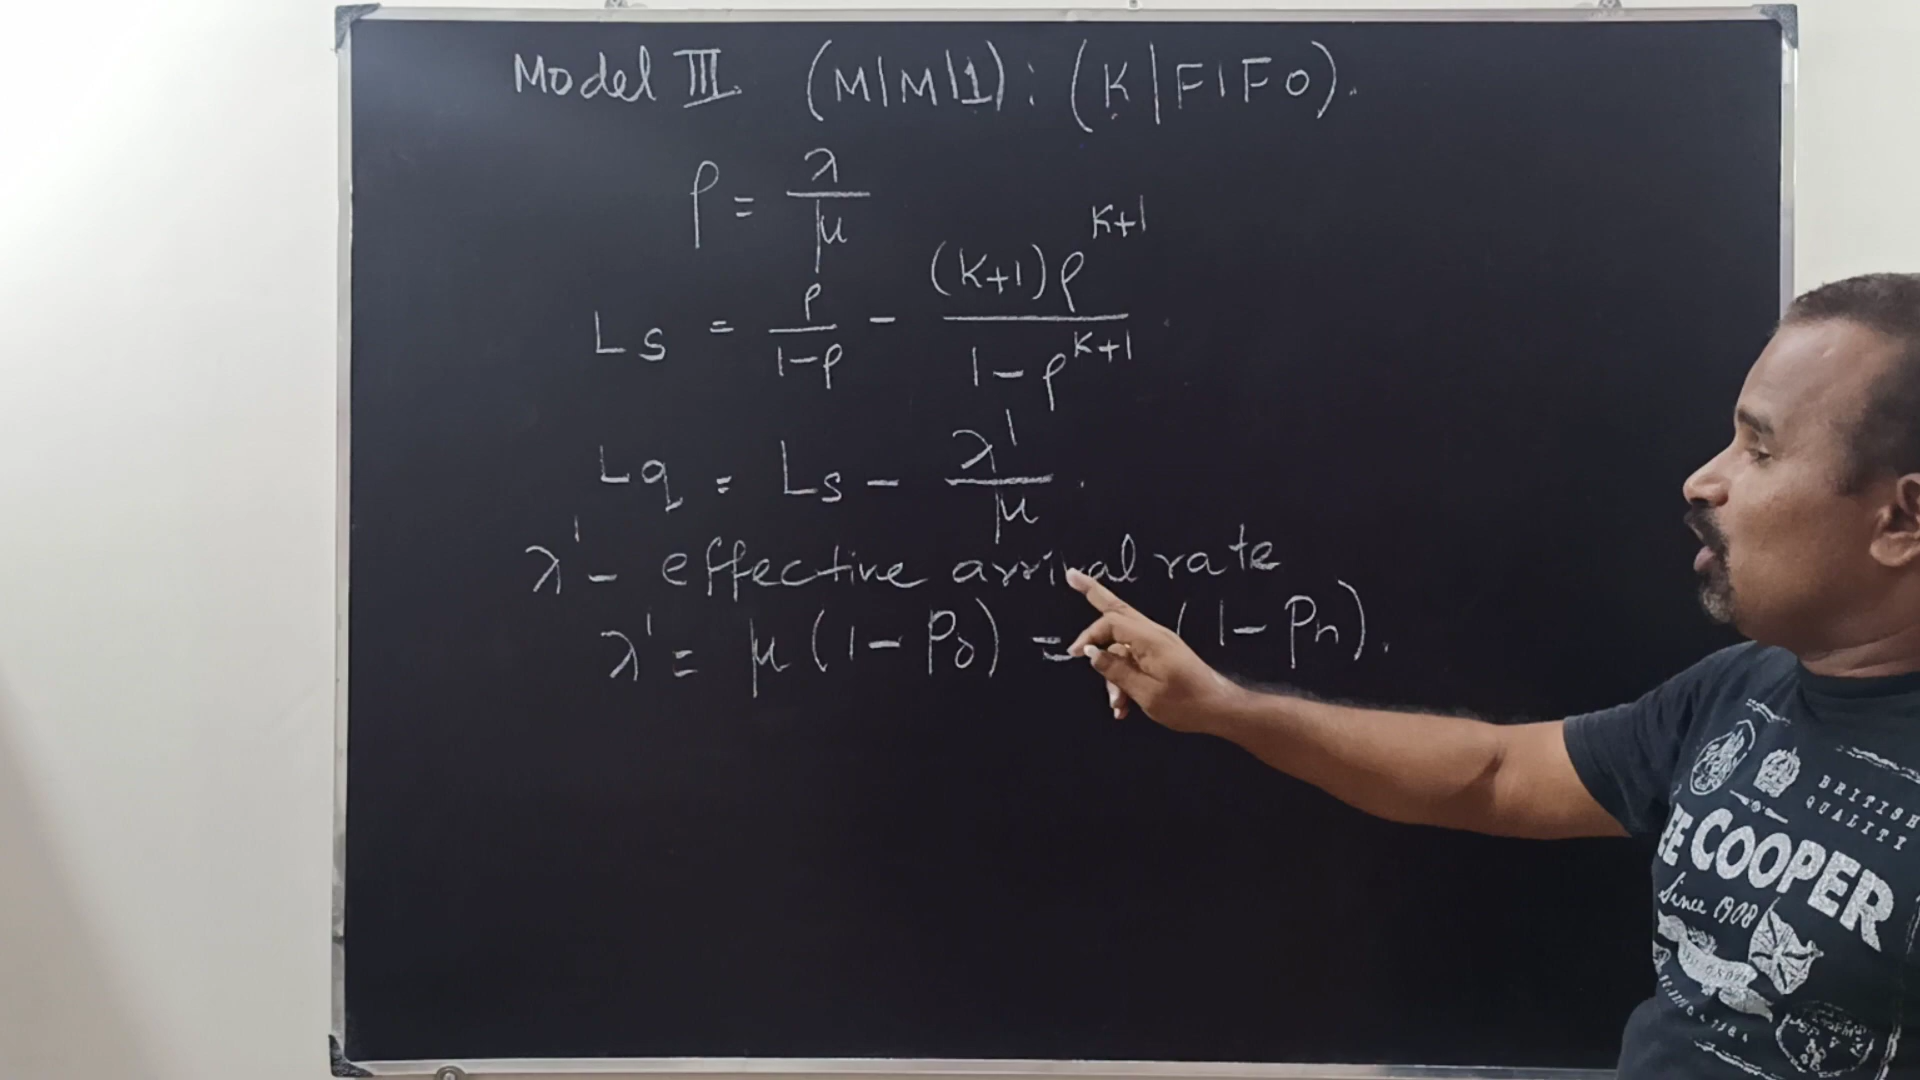 Model III. (M|M|1) : (K|FIFO).
ρ = λ/μ
Ls = ρ/(1-ρ) - (K+1)ρ^(K+1)/(1-ρ^(K+1))
Lq = Ls - λ'/μ.
λ' - effective arrival rate
λ' = μ(1-P0) = (1-Pn).
BRITISH
QUALITY
EE COOPER
Since 1908